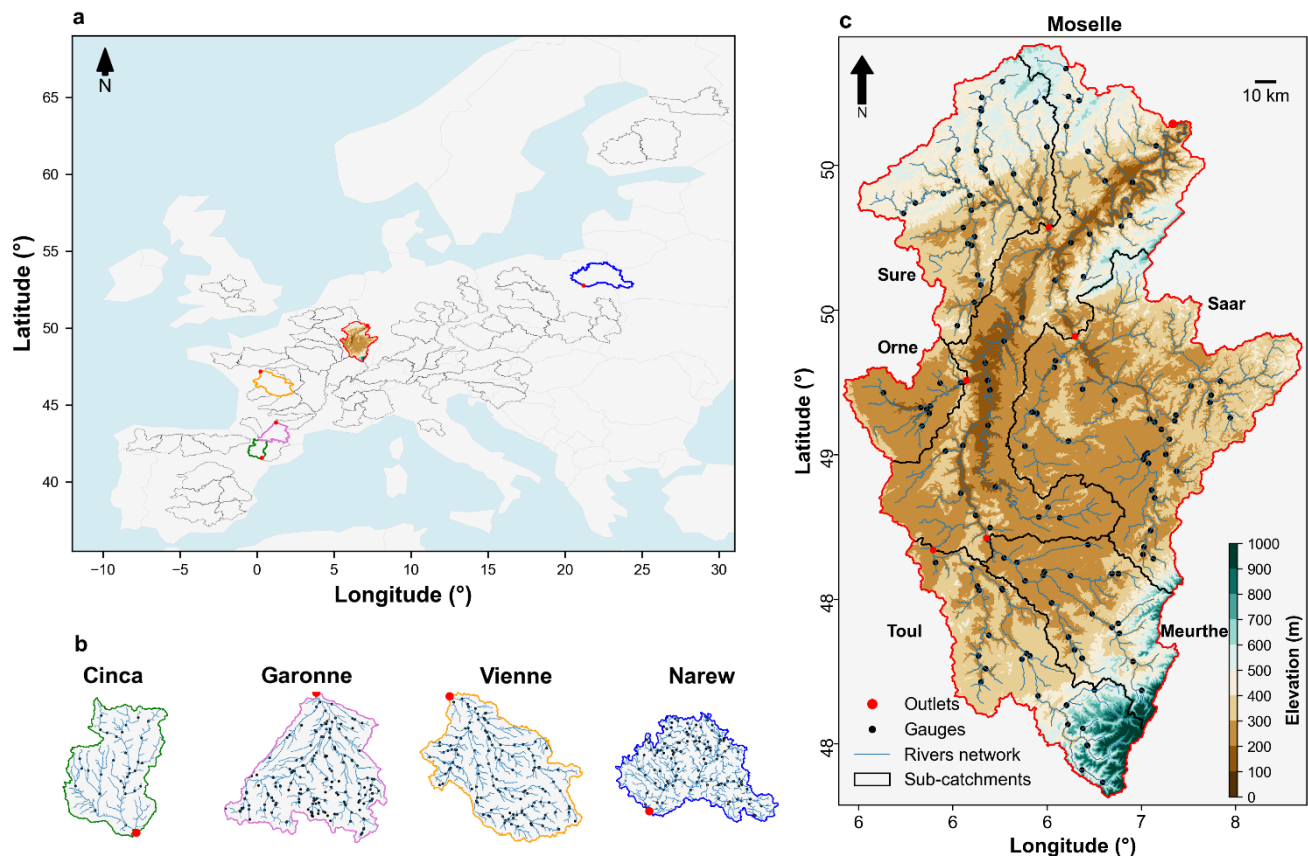 a
N
65
60
55
50
45
40
Latitude (°)
−10
−5
0
5
10
15
20
25
30
Longitude (°)
b
Cinca
Garonne
Vienne
Narew
c
Moselle
N
10 km
50
50
49
48
48
Latitude (°)
Sure
Saar
Orne
Toul
Meurthe
Outlets
Gauges
Rivers network
Sub-catchments
1000
900
800
700
600
500
400
300
200
100
0
Elevation (m)
6
6
6
7
8
Longitude (°)